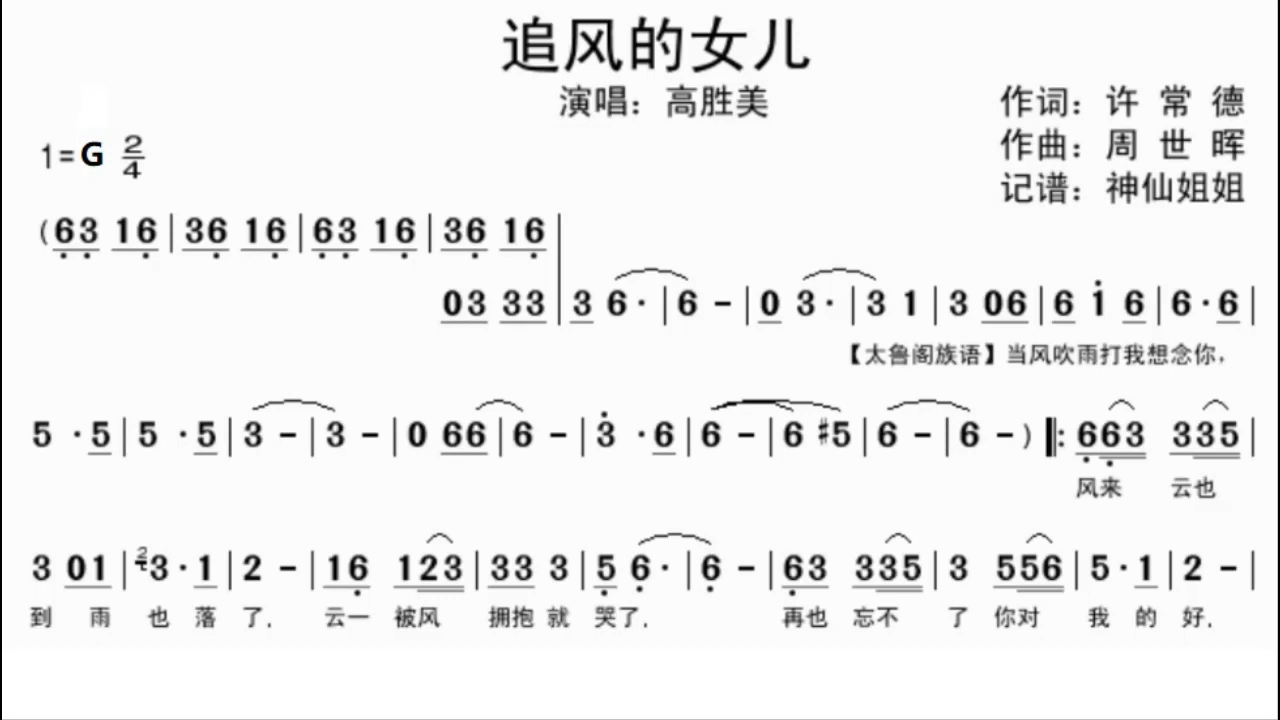 追风的女儿
演唱：高胜美
作词：许 常 德
作曲：周 世 晖
记谱：神仙姐姐
1=G 2/4
( 63 16 | 36 16 | 63 16 | 36 16 |
03 33 | 3 6· | 6 - | 0 3· | 3 1 | 3 06 | 6 1 6 | 6·6 |
【太鲁阁族语】当风吹雨打我想念你，
5 ·5 | 5 ·5 | 3 - | 3 - | 0 66 | 6 - | 3 ·6 | 6 - | 6 #5 | 6 - | 6 - ) ‖: 663 335 |
风来 云也
3 01 | 2 3·1 | 2 - | 16 123 | 33 3 | 5 6· | 6 - | 63 335 | 3 556 | 5·1 | 2 - |
到 雨 也 落 了． 云一 被风 拥抱 就 哭了． 再也 忘不 了 你对 我 的 好．